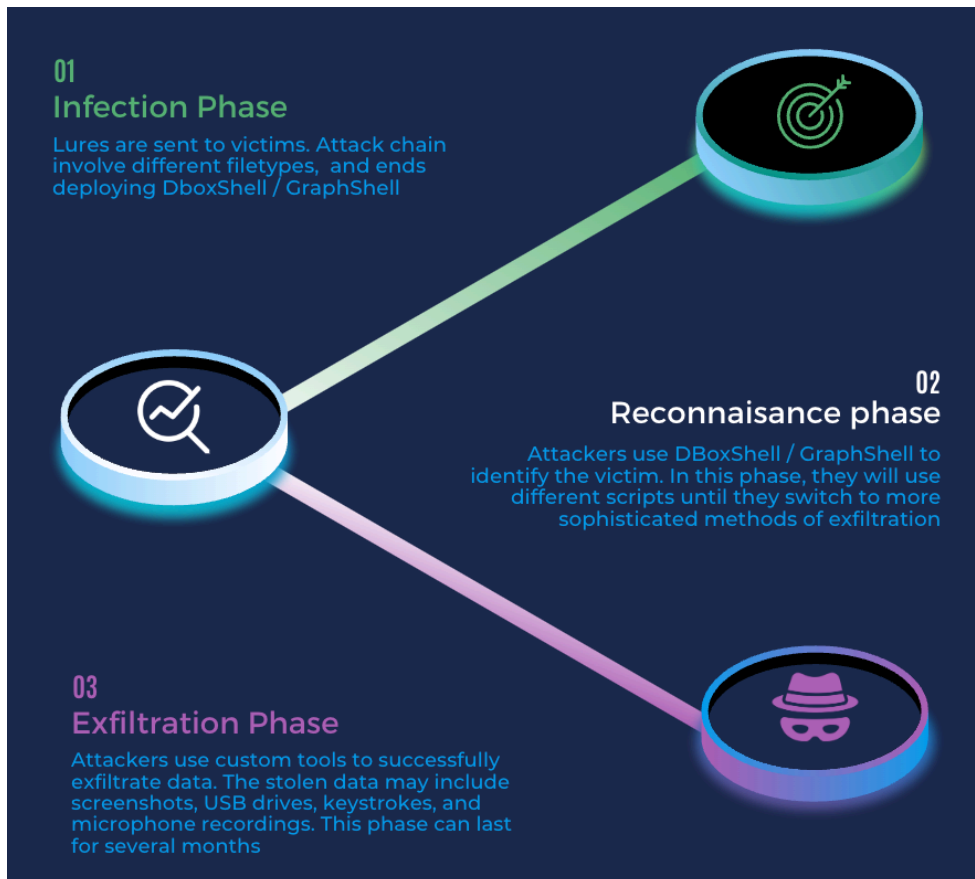 01
Infection Phase
Lures are sent to victims. Attack chain
involve different filetypes, and ends
deploying DboxShell / GraphShell
02
Reconnaisance phase
Attackers use DBoxShell / GraphShell to
identify the victim. In this phase, they will use
different scripts until they switch to more
sophisticated methods of exfiltration
03
Exfiltration Phase
Attackers use custom tools to successfully
exfiltrate data. The stolen data may include
screenshots, USB drives, keystrokes, and
microphone recordings. This phase can last
for several months